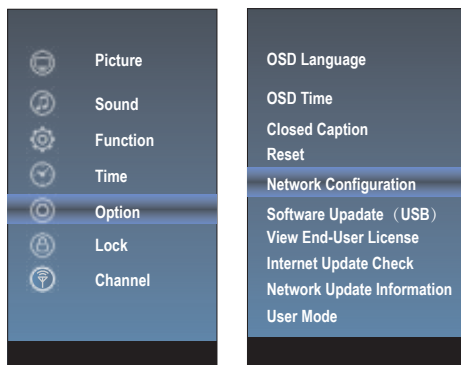 Picture
Sound
Function
Time
Option
Lock
Channel
OSD Language
OSD Time
Closed Caption
Reset
Network Configuration
Software Upadate（USB）
View End-User License
Internet Update Check
Network Update Information
User Mode